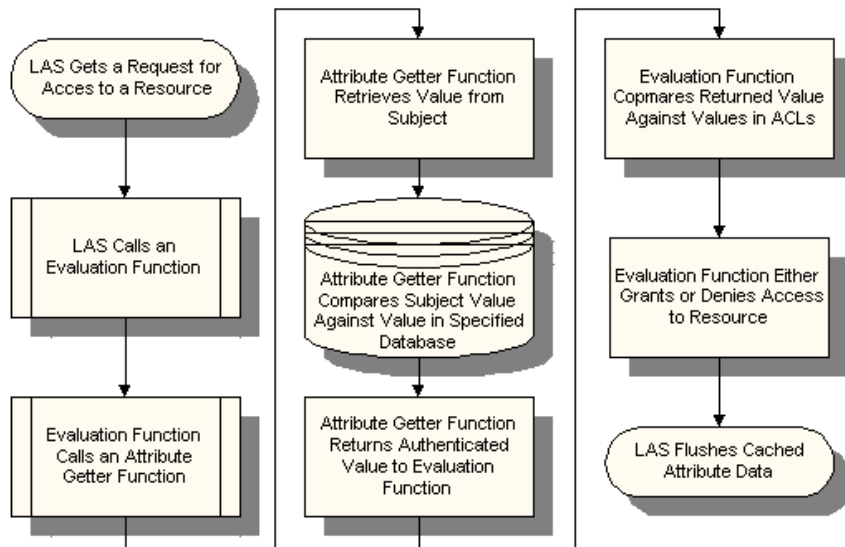 LAS Gets a Request for
Acces to a Resource
LAS Calls an
Evaluation Function
Evaluation Function
Calls an Attribute
Getter Function
Attribute Getter Function
Retrieves Value from
Subject
Attribute Getter Function
Compares Subject Value
Against Value in Specified
Database
Attribute Getter Function
Returns Authenticated
Value to Evaluation
Function
Evaluation Function
Copmares Returned Value
Against Values in ACLs
Evaluation Function Either
Grants or Denies Access
to Resource
LAS Flushes Cached
Attribute Data